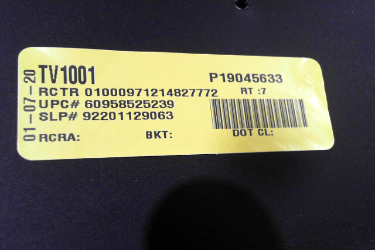 01-07-20
TV1001 P19045633
RCTR 01000971214827772 RT :7
UPC# 60958525239
SLP# 92201129063
RCRA: BKT: DOT CL: